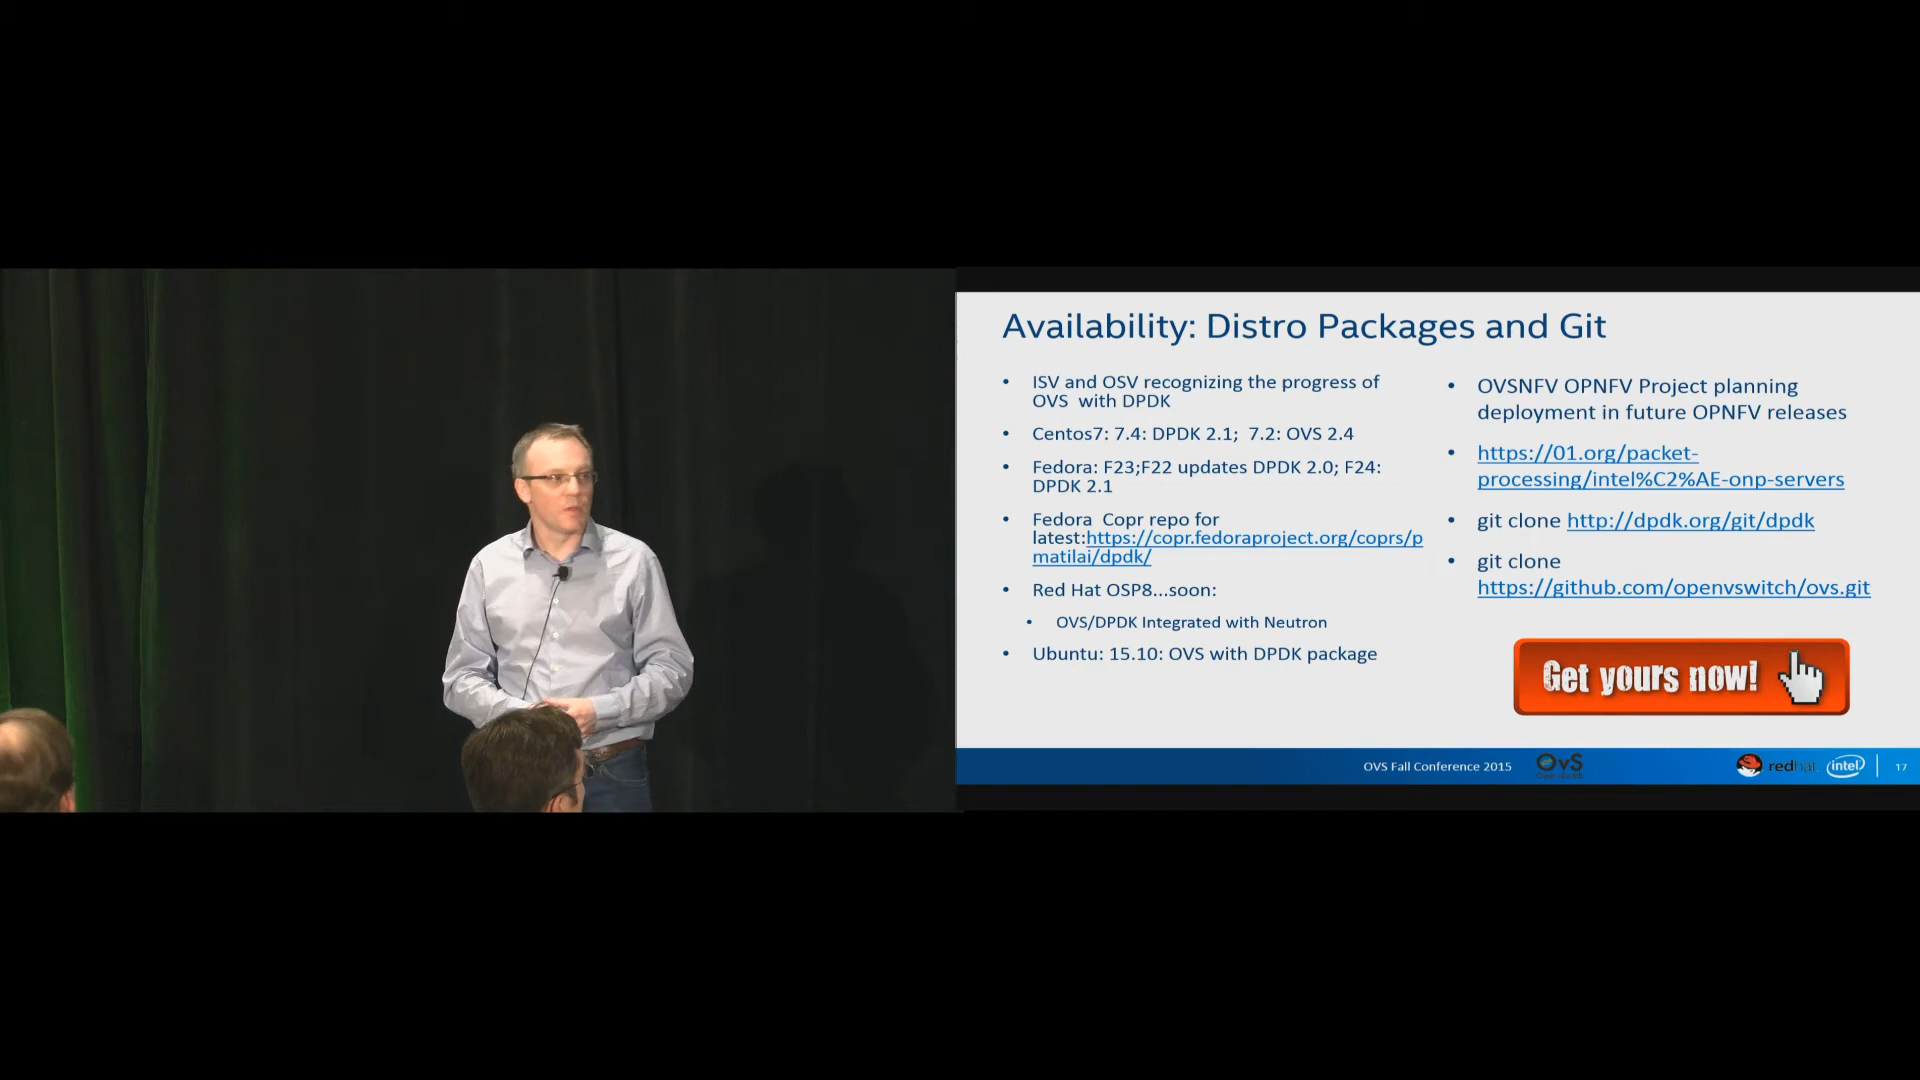 Availability: Distro Packages and Git
• ISV and OSV recognizing the progress of
OVS with DPDK
• Centos7: 7.4: DPDK 2.1; 7.2: OVS 2.4
• Fedora: F23;F22 updates DPDK 2.0; F24:
DPDK 2.1
• Fedora Copr repo for
latest:https://copr.fedoraproject.org/coprs/p
matilai/dpdk/
• Red Hat OSP8...soon:
• OVS/DPDK Integrated with Neutron
• Ubuntu: 15.10: OVS with DPDK package
• OVSNFV OPNFV Project planning
deployment in future OPNFV releases
• https://01.org/packet-
processing/intel%C2%AE-onp-servers
• git clone http://dpdk.org/git/dpdk
• git clone
https://github.com/openvswitch/ovs.git
Get yours now!
OVS Fall Conference 2015
OvS
redhat
intel
17